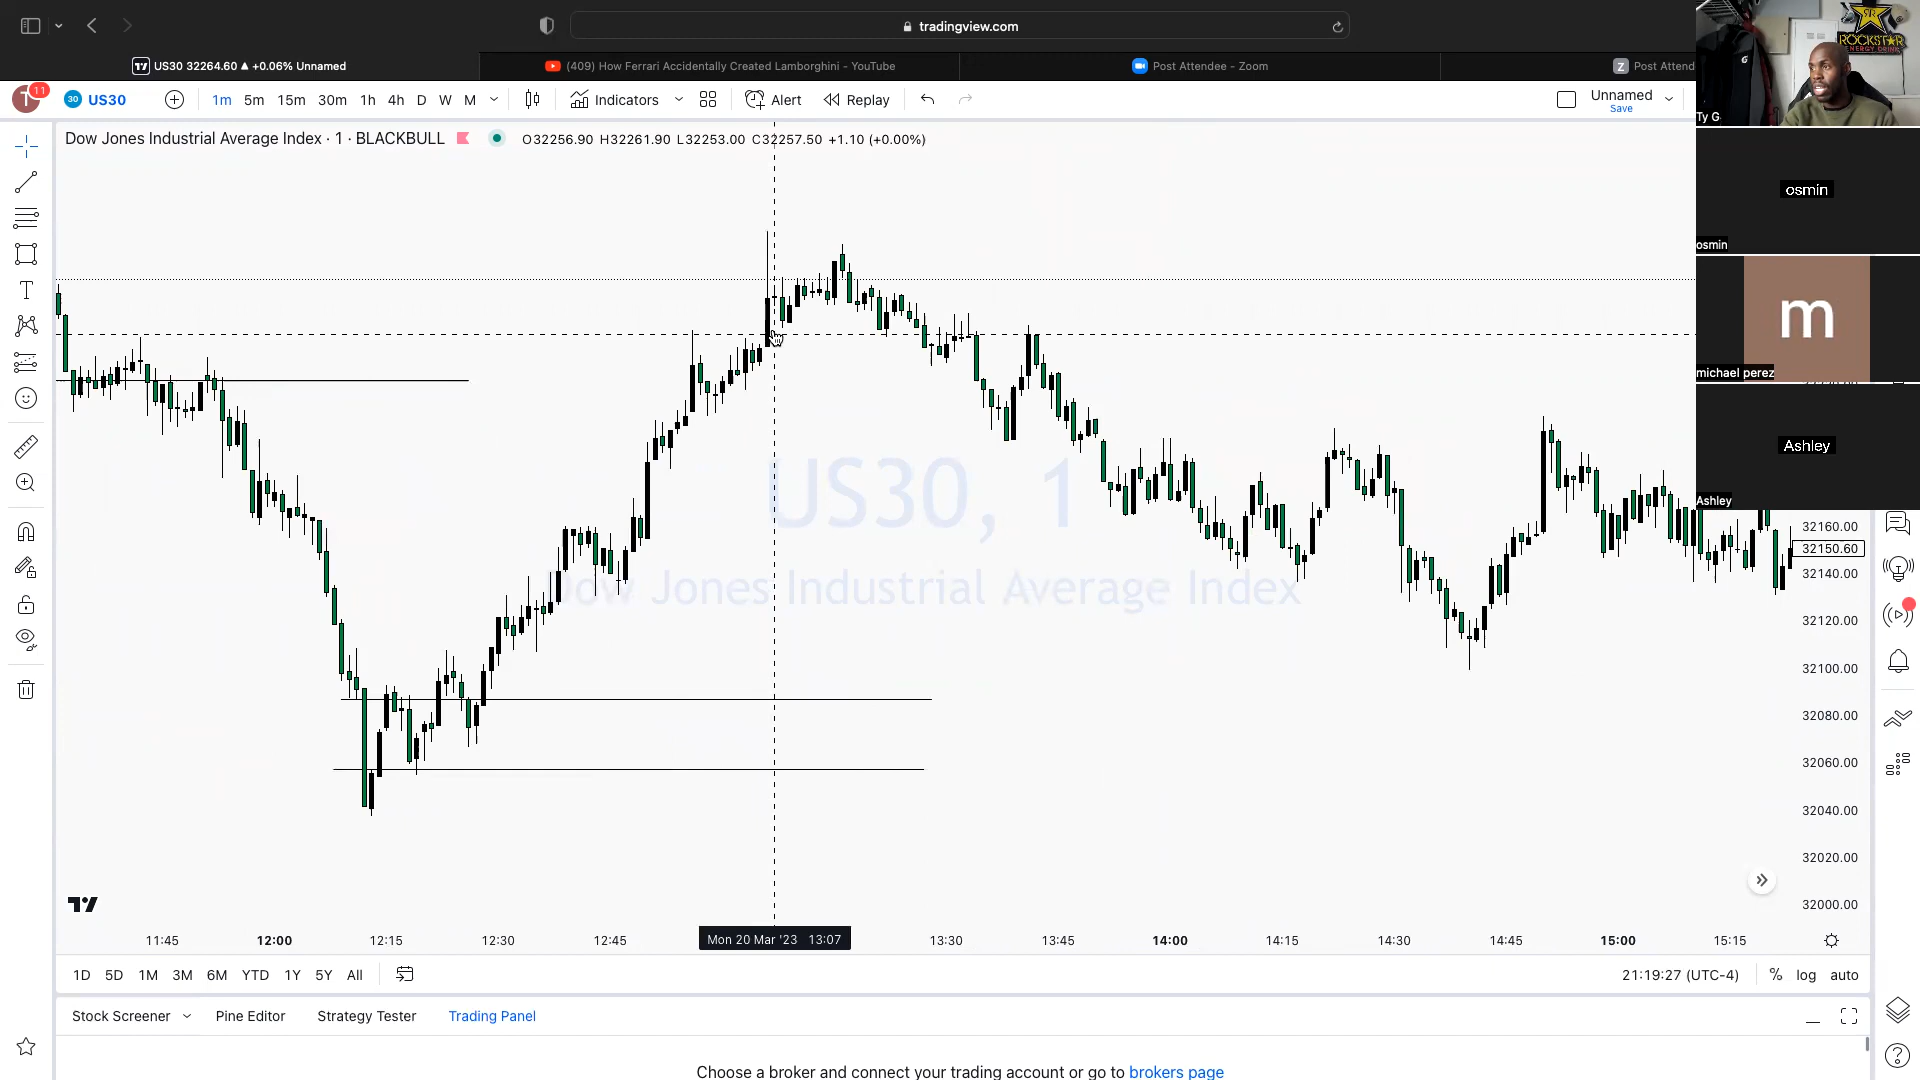 tradingview.com
US30 32264.60 ▲ +0.06% Unnamed
(409) How Ferrari Accidentally Created Lamborghini - YouTube
Post Attendee - Zoom
Z Post Attend
ROCKSTAR
ENERGY DRINK
Ty G
T 11
30 US30
1m 5m 15m 30m 1h 4h D W M
Indicators
Alert
Replay
Unnamed
Save
Dow Jones Industrial Average Index · 1 · BLACKBULL
O32256.90 H32261.90 L32253.00 C32257.50 +1.10 (+0.00%)
osmin
osmin
m
michael perez
Ashley
Ashley
US30, 1
Dow Jones Industrial Average Index
32160.00
32150.60
32140.00
32120.00
32100.00
32080.00
32060.00
32040.00
32020.00
32000.00
11:45 12:00 12:15 12:30 12:45 Mon 20 Mar '23 13:07 13:30 13:45 14:00 14:15 14:30 14:45 15:00 15:15
1D 5D 1M 3M 6M YTD 1Y 5Y All
21:19:27 (UTC-4) % log auto
Stock Screener Pine Editor Strategy Tester Trading Panel
Choose a broker and connect your trading account or go to brokers page